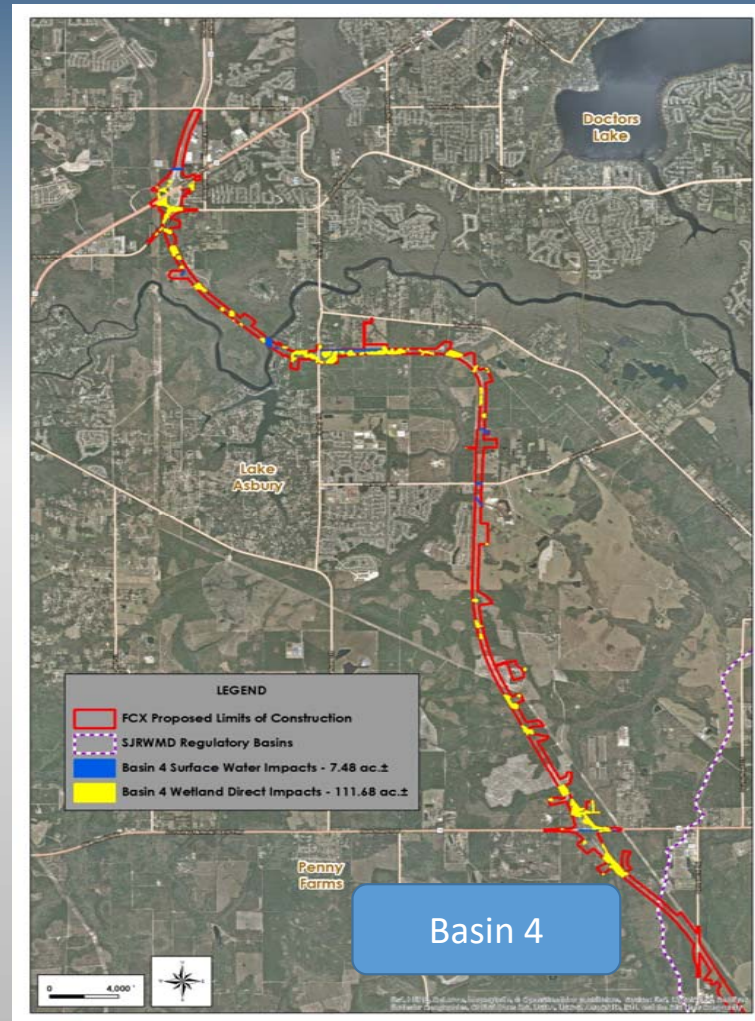 Doctors
Lake
Lake
Asbury
LEGEND
FCX Proposed Limits of Construction
SJRWMD Regulatory Basins
Basin 4 Surface Water Impacts - 7.48 ac.±
Basin 4 Wetland Direct Impacts - 111.68 ac.±
Penny
Farms
Basin 4
0 4,000 '